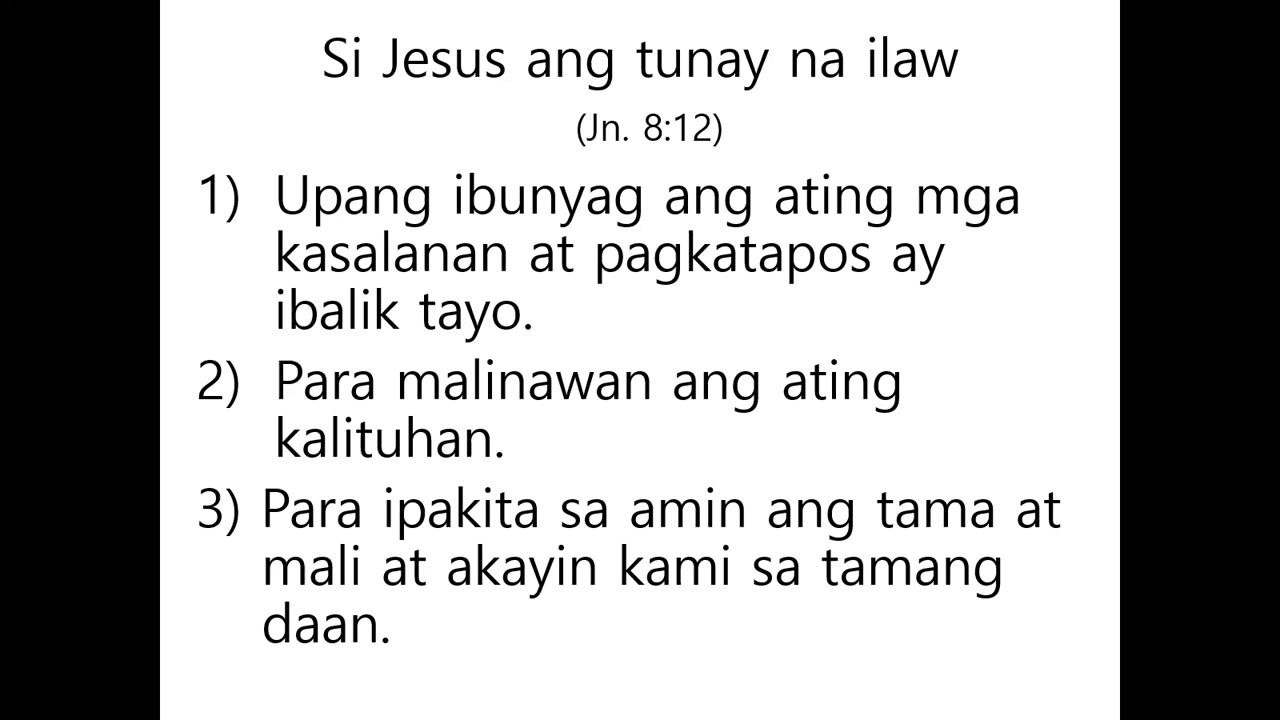 Si Jesus ang tunay na ilaw
(Jn. 8:12)
1) Upang ibunyag ang ating mga
kasalanan at pagkatapos ay
ibalik tayo.
2) Para malinawan ang ating
kalituhan.
3) Para ipakita sa amin ang tama at
mali at akayin kami sa tamang
daan.